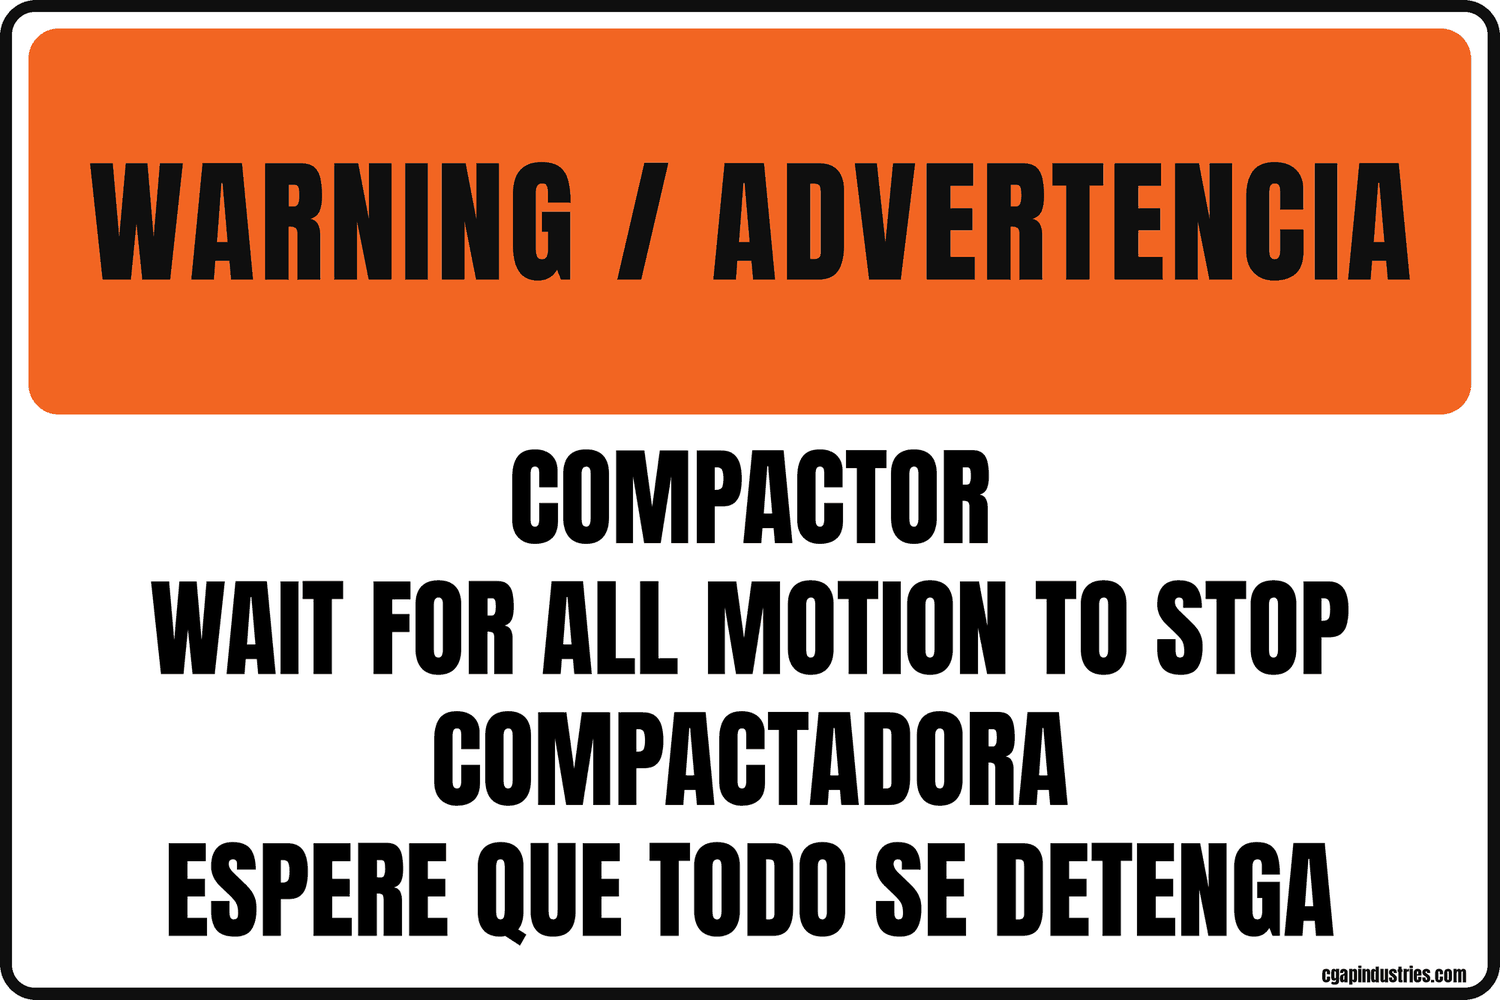 WARNING / ADVERTENCIA
COMPACTOR
WAIT FOR ALL MOTION TO STOP
COMPACTADORA
ESPERE QUE TODO SE DETENGA
cgapindustries.com